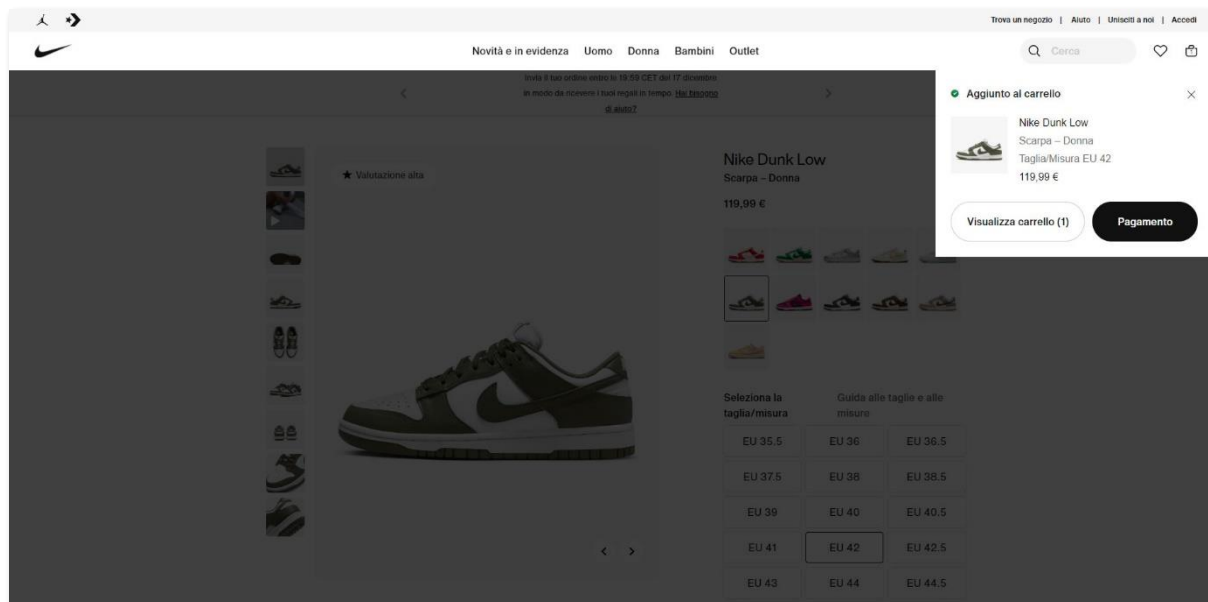 Trova un negozio | Aiuto | Unisciti a noi | Accedi
Novità e in evidenza Uomo Donna Bambini Outlet
Cerca
1
Invia il tuo ordine entro le 19:59 CET del 17 dicembre
in modo da ricevere i tuoi regali in tempo. Hai bisogno
di aiuto?
Aggiunto al carrello
Nike Dunk Low
Scarpa – Donna
Taglia/Misura EU 42
119,99 €
Visualizza carrello (1)
Pagamento
★ Valutazione alta
Nike Dunk Low
Scarpa – Donna
119,99 €
Seleziona la
taglia/misura
Guida alle taglie e alle
misure
EU 35.5 EU 36 EU 36.5
EU 37.5 EU 38 EU 38.5
EU 39 EU 40 EU 40.5
EU 41 EU 42 EU 42.5
EU 43 EU 44 EU 44.5